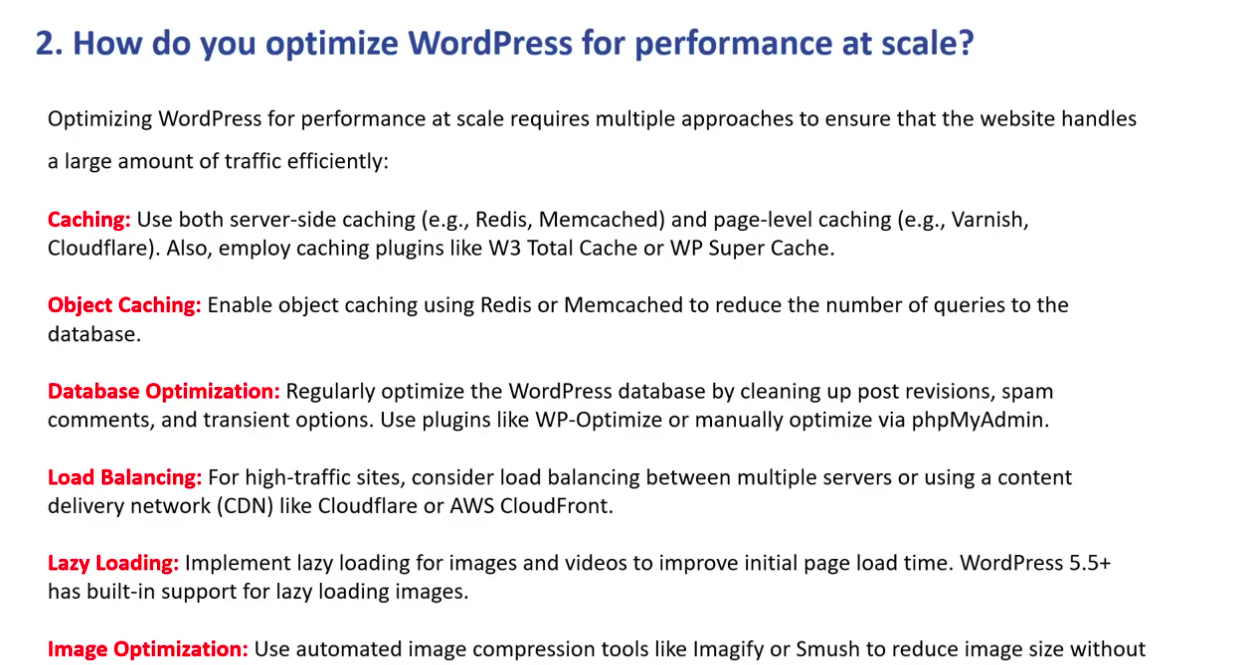 2. How do you optimize WordPress for performance at scale?
Optimizing WordPress for performance at scale requires multiple approaches to ensure that the website handles
a large amount of traffic efficiently:
Caching: Use both server-side caching (e.g., Redis, Memcached) and page-level caching (e.g., Varnish,
Cloudflare). Also, employ caching plugins like W3 Total Cache or WP Super Cache.
Object Caching: Enable object caching using Redis or Memcached to reduce the number of queries to the
database.
Database Optimization: Regularly optimize the WordPress database by cleaning up post revisions, spam
comments, and transient options. Use plugins like WP-Optimize or manually optimize via phpMyAdmin.
Load Balancing: For high-traffic sites, consider load balancing between multiple servers or using a content
delivery network (CDN) like Cloudflare or AWS CloudFront.
Lazy Loading: Implement lazy loading for images and videos to improve initial page load time. WordPress 5.5+
has built-in support for lazy loading images.
Image Optimization: Use automated image compression tools like Imagify or Smush to reduce image size without